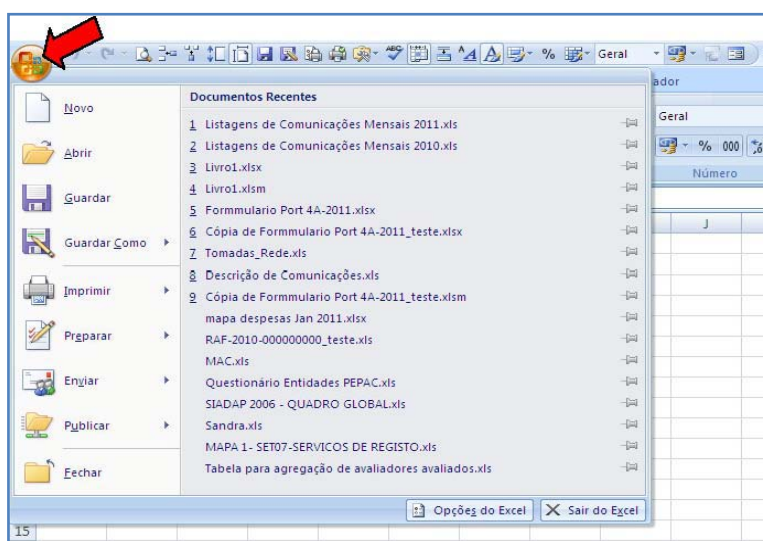 ABC
A
A
%
Geral
ador
Novo
Abrir
Guardar
Guardar Como
Imprimir
Preparar
Enviar
Publicar
Fechar
Documentos Recentes
1 Listagens de Comunicações Mensais 2011.xls
2 Listagens de Comunicações Mensais 2010.xls
3 Livro1.xlsx
4 Livro1.xlsm
5 Formmulario Port 4A-2011.xlsx
6 Cópia de Formmulario Port 4A-2011_teste.xlsx
7 Tomadas_Rede.xls
8 Descrição de Comunicações.xls
9 Cópia de Formmulario Port 4A-2011_teste.xlsm
mapa despesas Jan 2011.xlsx
RAF-2010-000000000_teste.xls
MAC.xls
Questionário Entidades PEPAC.xls
SIADAP 2006 - QUADRO GLOBAL.xls
Sandra.xls
MAPA 1- SET07-SERVICOS DE REGISTO.xls
Tabela para agregação de avaliadores avaliados.xls
Opções do Excel
Sair do Excel
Geral
% 000
Número
J
15